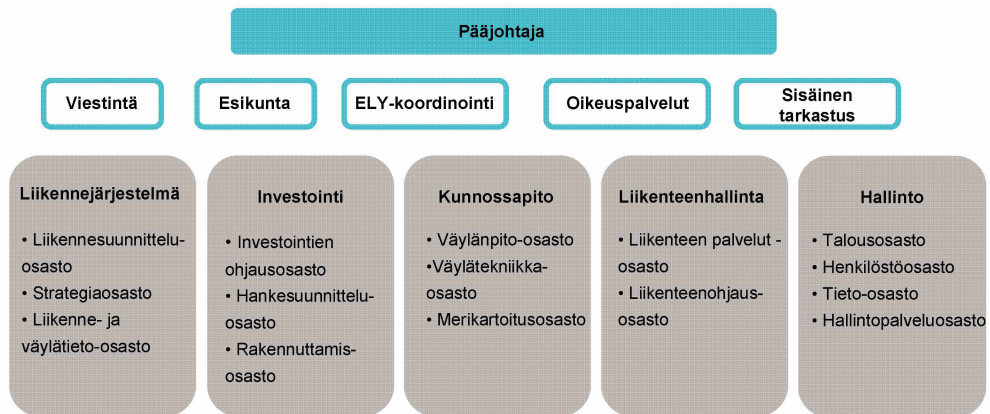 Pääjohtaja
Viestintä
Esikunta
ELY-koordinointi
Oikeuspalvelut
Sisäinen
tarkastus
Liikennejärjestelmä
• Liikennesuunnittelu-
osasto
• Strategiaosasto
• Liikenne- ja
väylätieto-osasto
Investointi
• Investointien
ohjausosasto
• Hankesuunnittelu-
osasto
• Rakennuttamis-
osasto
Kunnossapito
• Väylänpito-osasto
•Väylätekniikka-
osasto
• Merikartoitusosasto
Liikenteenhallinta
• Liikenteen palvelut -
osasto
• Liikenteenohjaus-
osasto
Hallinto
• Talousosasto
• Henkilöstöosasto
• Tieto-osasto
• Hallintopalveluosasto